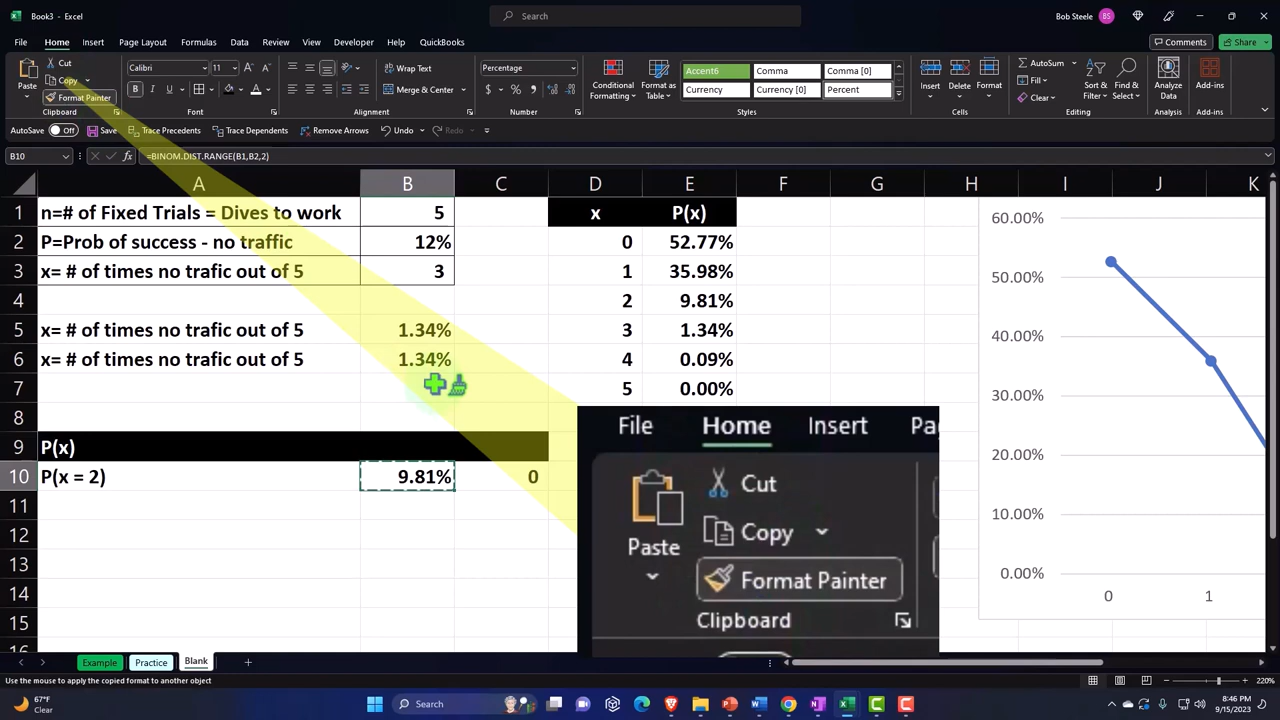 Book3 - Excel
Search
Bob Steele
BS
File
Home
Insert
Page Layout
Formulas
Data
Review
View
Developer
Help
QuickBooks
Comments
Share
Paste
Cut
Copy
Format Painter
Clipboard
Calibri
11
Font
Wrap Text
Merge & Center
Alignment
Percentage
Number
Conditional Formatting
Format as Table
Accent6
Comma
Comma [0]
Currency
Currency [0]
Percent
Styles
Insert
Delete
Format
Cells
AutoSum
Fill
Clear
Sort & Filter
Find & Select
Editing
Analyze Data
Analysis
Add-ins
Add-ins
AutoSave Off
Save
Trace Precedents
Trace Dependents
Remove Arrows
Undo
Redo
B10
=BINOM.DIST.RANGE(B1,B2,2)
A B C D E F G H I J K
1 n=# of Fixed Trials = Dives to work 5 x P(x)
2 P=Prob of success - no traffic 12% 0 52.77%
3 x= # of times no trafic out of 5 3 1 35.98%
4 2 9.81%
5 x= # of times no trafic out of 5 1.34% 3 1.34%
6 x= # of times no trafic out of 5 1.34% 4 0.09%
7 5 0.00%
8
9 P(x)
10 P(x = 2) 9.81% 0
11
12
13
14
15
16
60.00%
50.00%
40.00%
30.00%
20.00%
10.00%
0.00%
0 1
File Home Insert Pa
Cut
Copy
Paste
Format Painter
Clipboard
Example
Practice
Blank
Use the mouse to apply the copied format to another object
220%
67°F
Clear
Search
8:46 PM
9/15/2023